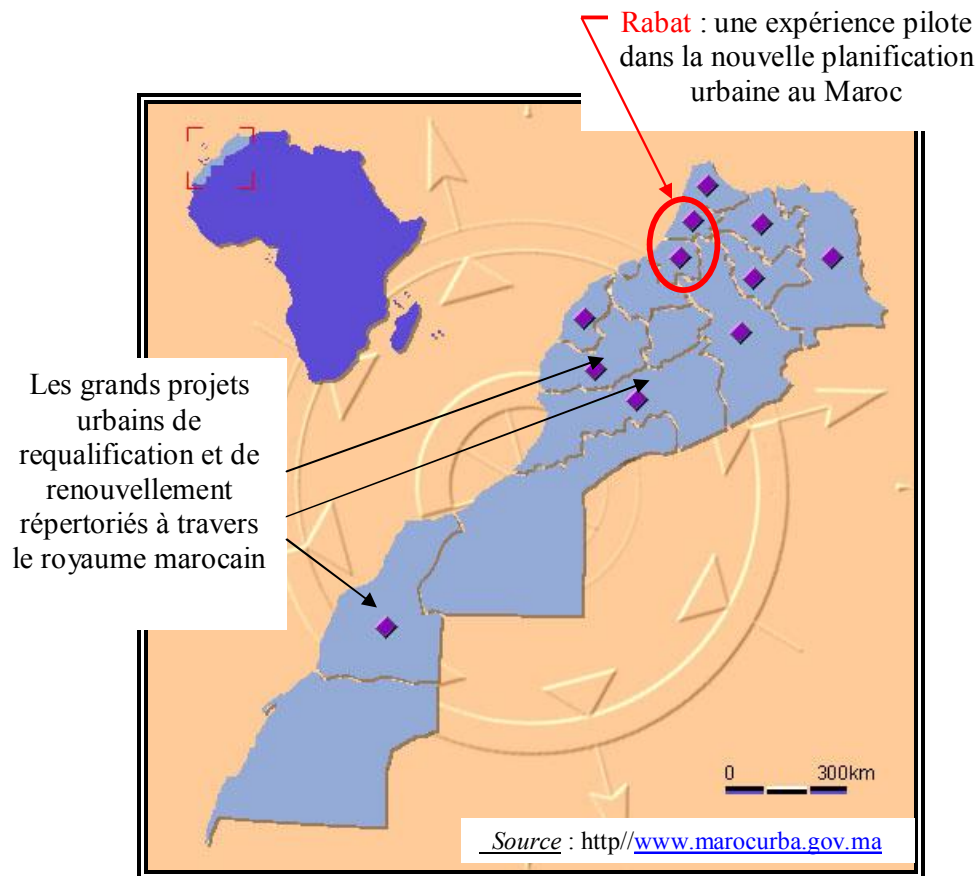 Rabat : une expérience pilote
dans la nouvelle planification
urbaine au Maroc
Les grands projets
urbains de
requalification et de
renouvellement
répertoriés à travers
le royaume marocain
0 300km
Source : http//www.marocurba.gov.ma